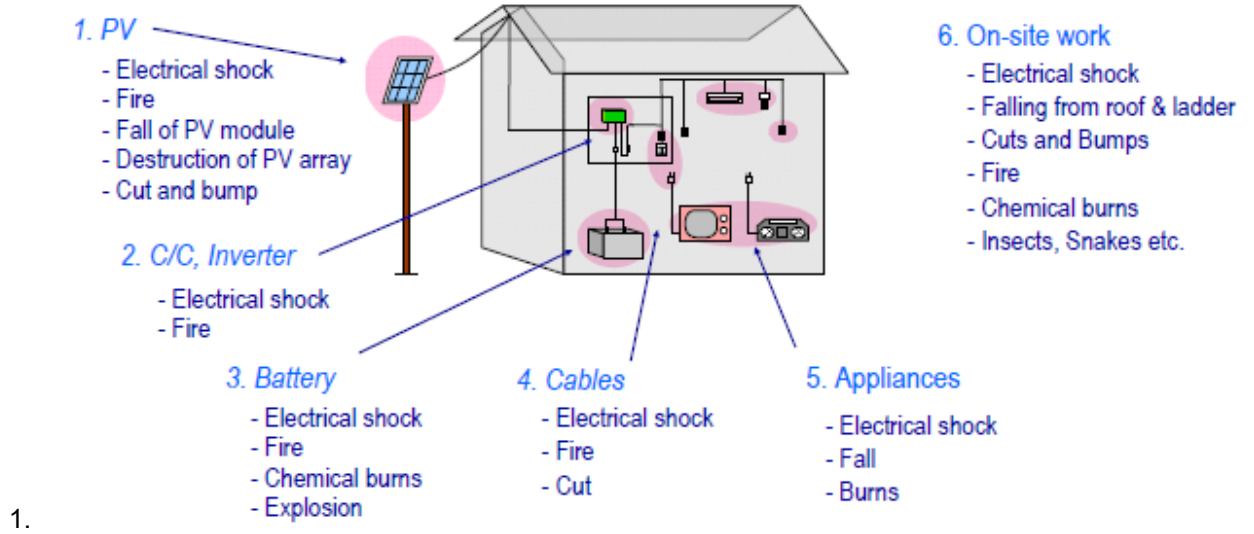 1. PV
- Electrical shock
- Fire
- Fall of PV module
- Destruction of PV array
- Cut and bump
2. C/C, Inverter
- Electrical shock
- Fire
3. Battery
- Electrical shock
- Fire
- Chemical burns
- Explosion
4. Cables
- Electrical shock
- Fire
- Cut
5. Appliances
- Electrical shock
- Fall
- Burns
6. On-site work
- Electrical shock
- Falling from roof & ladder
- Cuts and Bumps
- Fire
- Chemical burns
- Insects, Snakes etc.
1.